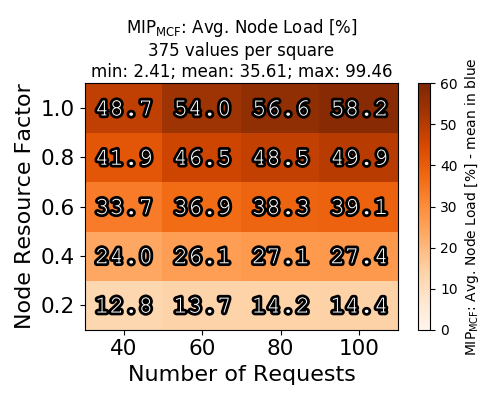 MIP_MCF: Avg. Node Load [%]
375 values per square
min: 2.41; mean: 35.61; max: 99.46
Node Resource Factor
1.0 48.7 54.0 56.6 58.2
0.8 41.9 46.5 48.5 49.9
0.6 33.7 36.9 38.3 39.1
0.4 24.0 26.1 27.1 27.4
0.2 12.8 13.7 14.2 14.4
40 60 80 100
Number of Requests
60
50
40
30
20
10
0
MIP_MCF: Avg. Node Load [%] - mean in blue